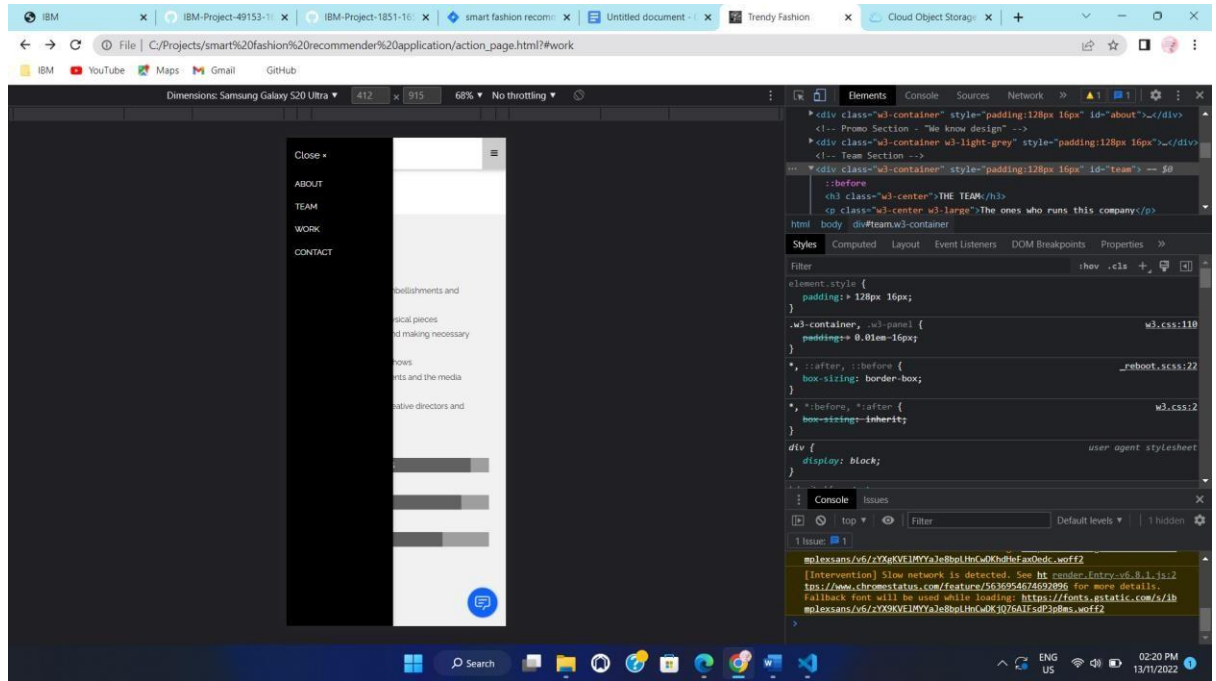 IBM
IBM-Project-49153-1
IBM-Project-1851-16
smart fashion recomm
Untitled document -
Trendy Fashion
Cloud Object Storage
File | C:/Projects/smart%20fashion%20recommender%20application/action_page.html?#work
IBM YouTube Maps Gmail GitHub
Dimensions: Samsung Galaxy S20 Ultra ▼ 412 × 915 68% ▼ No throttling ▼
Elements Console Sources Network » 1 1
Close ×
ABOUT
TEAM
WORK
CONTACT
bellishments and
sical pieces
d making necessary
hows
nts and the media
eative directors and
<div class="w3-container" style="padding:128px 16px" id="about">…</div>
<!-- Promo Section - "We know design" -->
<div class="w3-container w3-light-grey" style="padding:128px 16px">…</div>
<!-- Team Section -->
<div class="w3-container" style="padding:128px 16px" id="team"> == $0
::before
<h3 class="w3-center">THE TEAM</h3>
<p class="w3-center w3-large">The ones who runs this company</p>
html body div#team.w3-container
Styles Computed Layout Event Listeners DOM Breakpoints Properties »
Filter :hov .cls +
element.style {
padding: 128px 16px;
}
.w3-container, .w3-panel { w3.css:110
padding: 0.01em 16px;
}
*, ::after, ::before { _reboot.scss:22
box-sizing: border-box;
}
*, *:before, *:after { w3.css:2
box-sizing: inherit;
}
div { user agent stylesheet
display: block;
}
Console Issues
top ▼ Filter Default levels ▼ 1 hidden
1 Issue: 1
[Intervention] Slow network is detected. See ht render.Entry-v6.8.1.js:2
tps://www.chromestatus.com/feature/5636954674692096 for more details.
Fallback font will be used while loading: https://fonts.gstatic.com/s/ib
Search
ENG
US
02:20 PM
13/11/2022
1